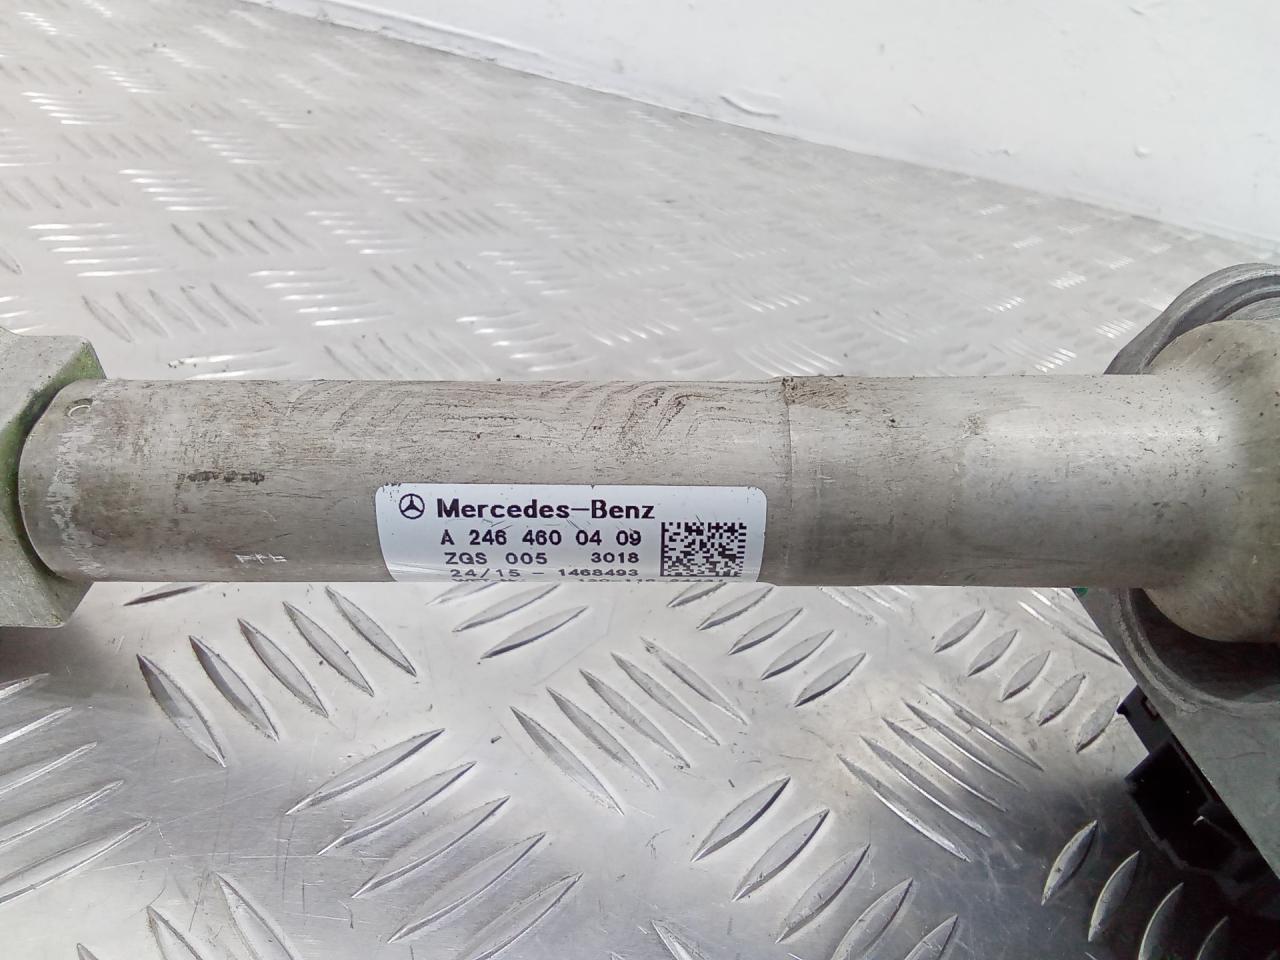 Mercedes-Benz
A 246 460 04 09
ZGS 005 3018
24/15 - 1468493